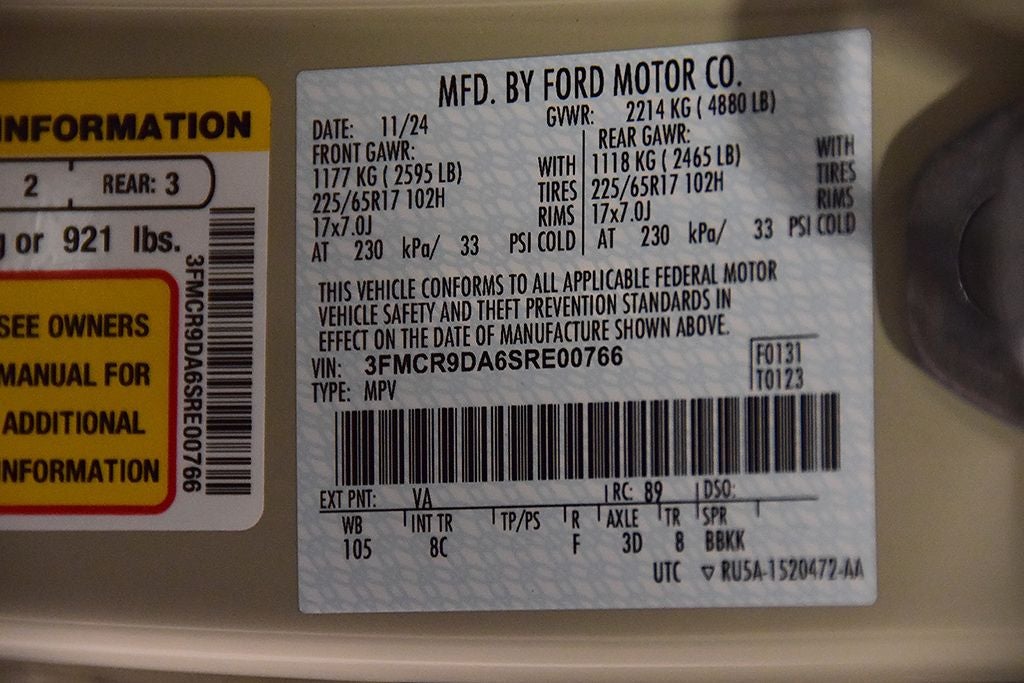 INFORMATION
2 REAR: 3
or 921 lbs.
SEE OWNERS
MANUAL FOR
ADDITIONAL
INFORMATION
3FMCR9DA6SRE00766
MFD. BY FORD MOTOR CO.
DATE: 11/24 GVWR: 2214 KG ( 4880 LB)
FRONT GAWR: REAR GAWR:
1177 KG ( 2595 LB) WITH 1118 KG ( 2465 LB) WITH
225/65R17 102H TIRES 225/65R17 102H TIRES
17x7.0J RIMS 17x7.0J RIMS
AT 230 kPa/ 33 PSI COLD AT 230 kPa/ 33 PSI COLD
THIS VEHICLE CONFORMS TO ALL APPLICABLE FEDERAL MOTOR
VEHICLE SAFETY AND THEFT PREVENTION STANDARDS IN
EFFECT ON THE DATE OF MANUFACTURE SHOWN ABOVE.
VIN: 3FMCR9DA6SRE00766 F0131
TYPE: MPV T0123
EXT PNT: VA RC: 89 DSO:
WB INT TR TP/PS R AXLE TR SPR
105 8C F 3D 8 BBKK
UTC ▽ RU5A-1520472-AA